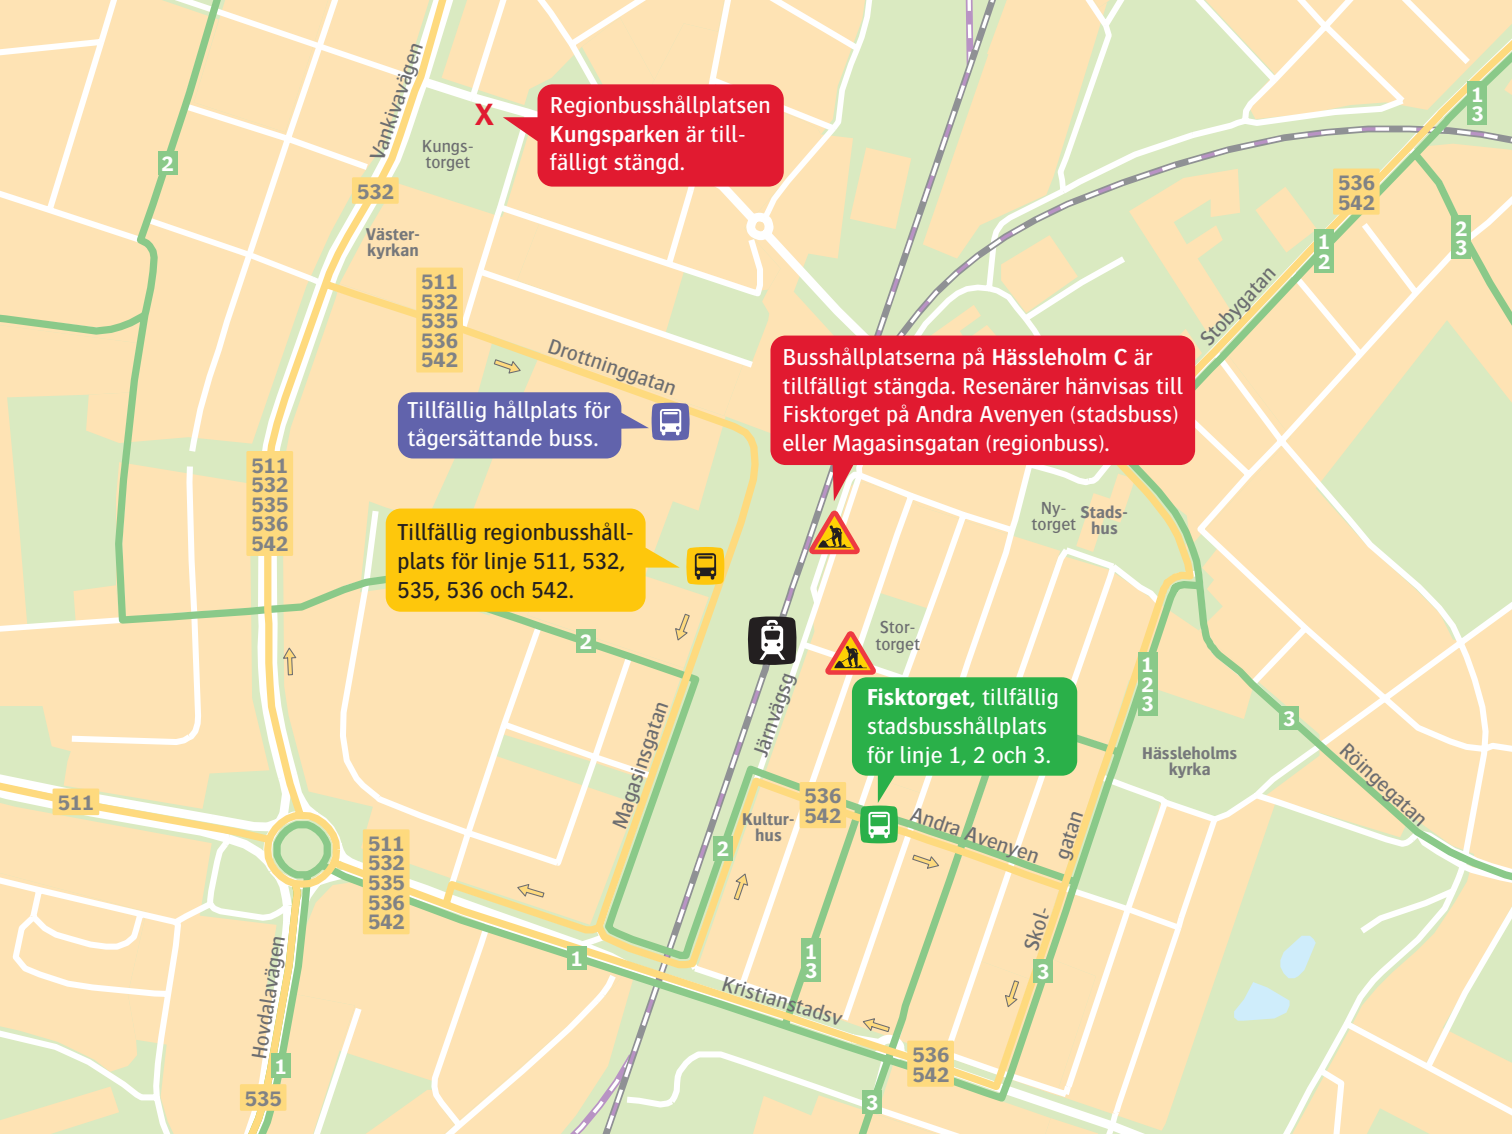 Vankivavägen
2
532
Kungs-
torget
X
Regionbusshållplatsen
Kungsparken är till-
fälligt stängd.
1
3
536
542
2
3
1
2
Stobygatan
Väster-
kyrkan
511
532
535
536
542
Drottninggatan
Tillfällig hållplats för
tågersättande buss.
Busshållplatserna på Hässleholm C är
tillfälligt stängda. Resenärer hänvisas till
Fisktorget på Andra Avenyen (stadsbuss)
eller Magasinsgatan (regionbuss).
511
532
535
536
542
Tillfällig regionbusshåll-
plats för linje 511, 532,
535, 536 och 542.
Ny-
torget
Stads-
hus
Stor-
torget
2
Järnvägsg
Magasinsgatan
Fisktorget, tillfällig
stadsbusshållplats
för linje 1, 2 och 3.
1
2
3
3
Hässleholms
kyrka
Röingegatan
511
536
542
Kultur-
hus
2
Andra Avenyen
Skol-
gatan
511
532
535
536
542
1
1
3
3
Hovdalavägen
Kristianstadsv
536
542
1
535
3